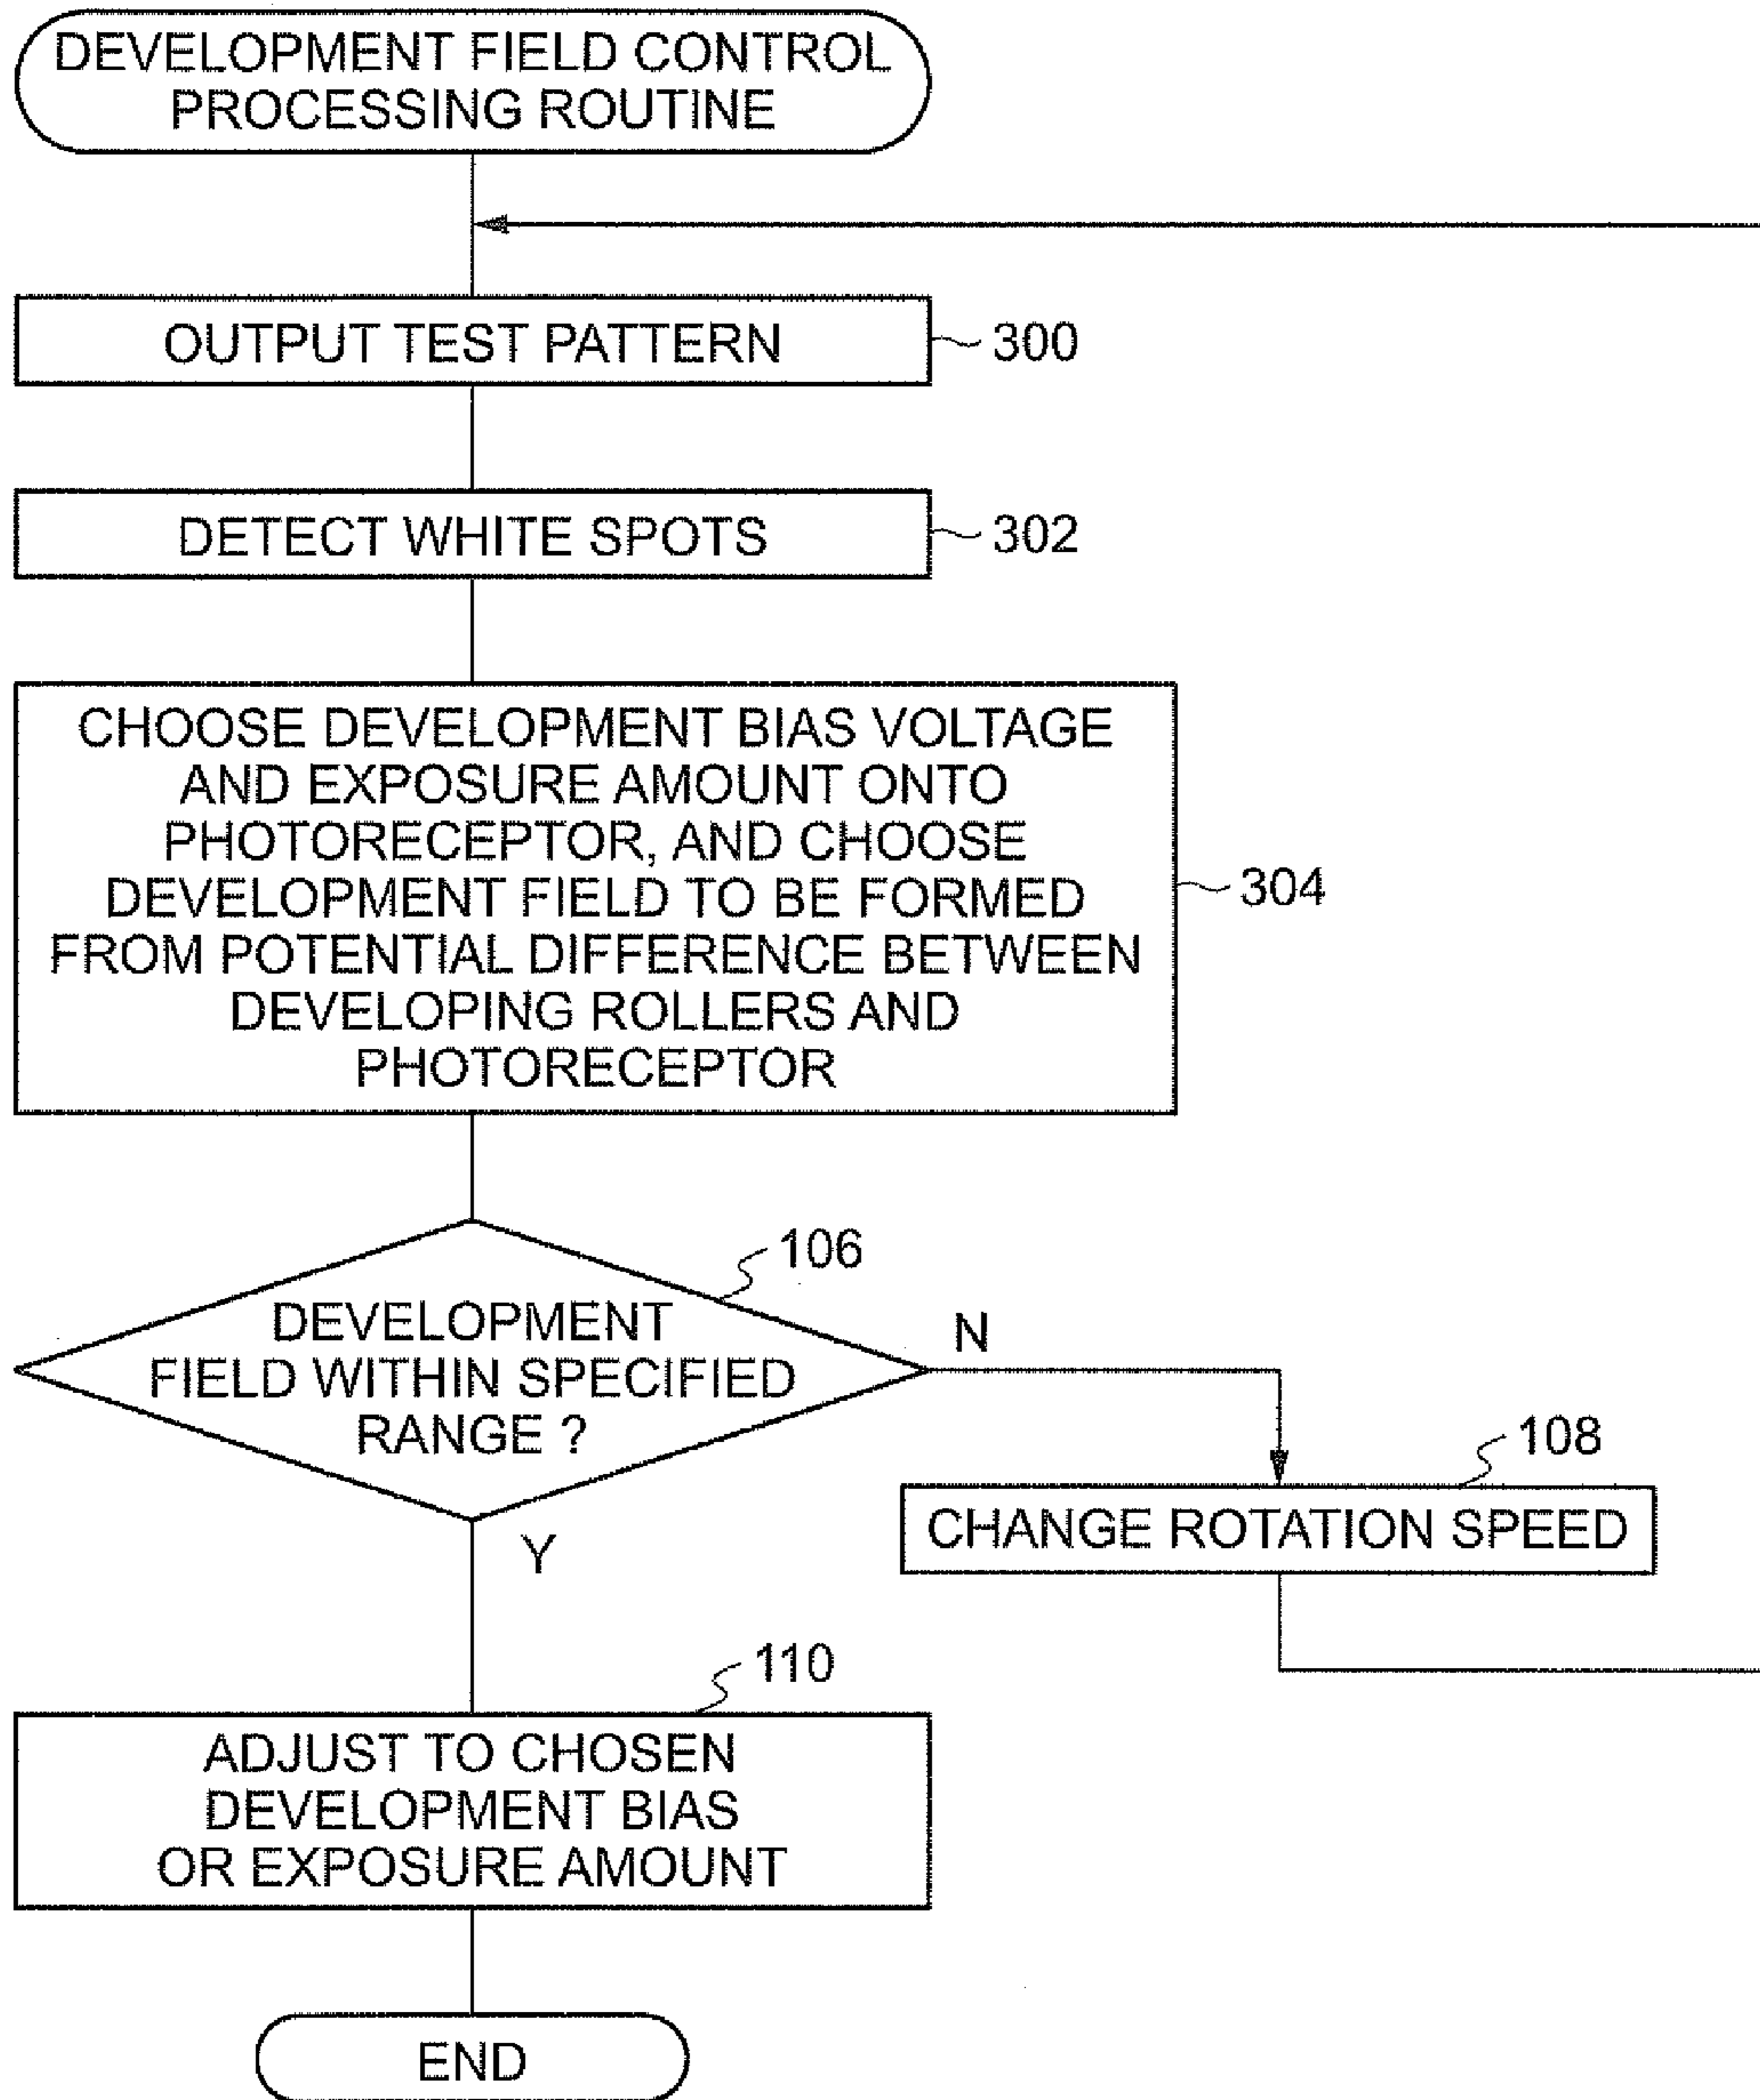 DEVELOPMENT FIELD CONTROL
PROCESSING ROUTINE
OUTPUT TEST PATTERN
300
DETECT WHITE SPOTS
302
CHOOSE DEVELOPMENT BIAS VOLTAGE
AND EXPOSURE AMOUNT ONTO
PHOTORECEPTOR, AND CHOOSE
DEVELOPMENT FIELD TO BE FORMED
FROM POTENTIAL DIFFERENCE BETWEEN
DEVELOPING ROLLERS AND
PHOTORECEPTOR
304
106
DEVELOPMENT
FIELD WITHIN SPECIFIED
RANGE ?
N
108
CHANGE ROTATION SPEED
Y
110
ADJUST TO CHOSEN
DEVELOPMENT BIAS
OR EXPOSURE AMOUNT
END